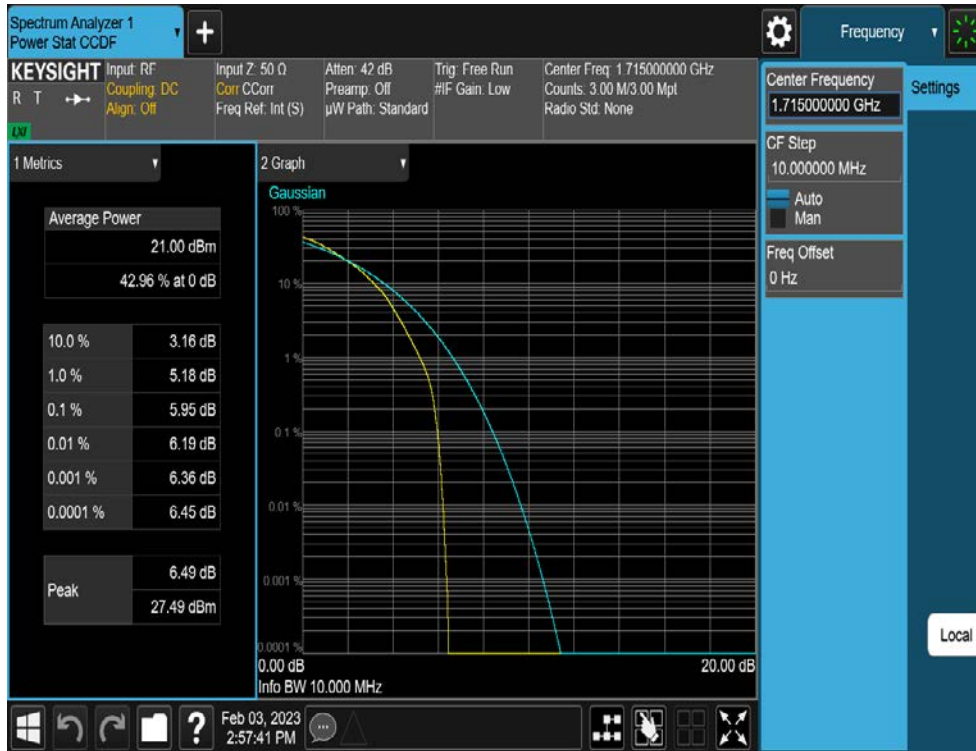 Spectrum Analyzer 1
Power Stat CCDF
+
Frequency
KEYSIGHT
R T
LXI
Input: RF
Coupling: DC
Align: Off
Input Z: 50 Ω
Corr CCorr
Freq Ref: Int (S)
Atten: 42 dB
Preamp: Off
µW Path: Standard
Trig: Free Run
#IF Gain: Low
Center Freq: 1.715000000 GHz
Counts: 3.00 M/3.00 Mpt
Radio Std: None
Center Frequency
1.715000000 GHz
Settings
CF Step
10.000000 MHz
Auto
Man
Freq Offset
0 Hz
Local
1 Metrics
Average Power
21.00 dBm
42.96 % at 0 dB
10.0 % 3.16 dB
1.0 % 5.18 dB
0.1 % 5.95 dB
0.01 % 6.19 dB
0.001 % 6.36 dB
0.0001 % 6.45 dB
Peak
6.49 dB
27.49 dBm
2 Graph
Gaussian
100 %
10 %
1 %
0.1 %
0.01 %
0.001 %
0.0001 %
0.00 dB 20.00 dB
Info BW 10.000 MHz
?
Feb 03, 2023
2:57:41 PM